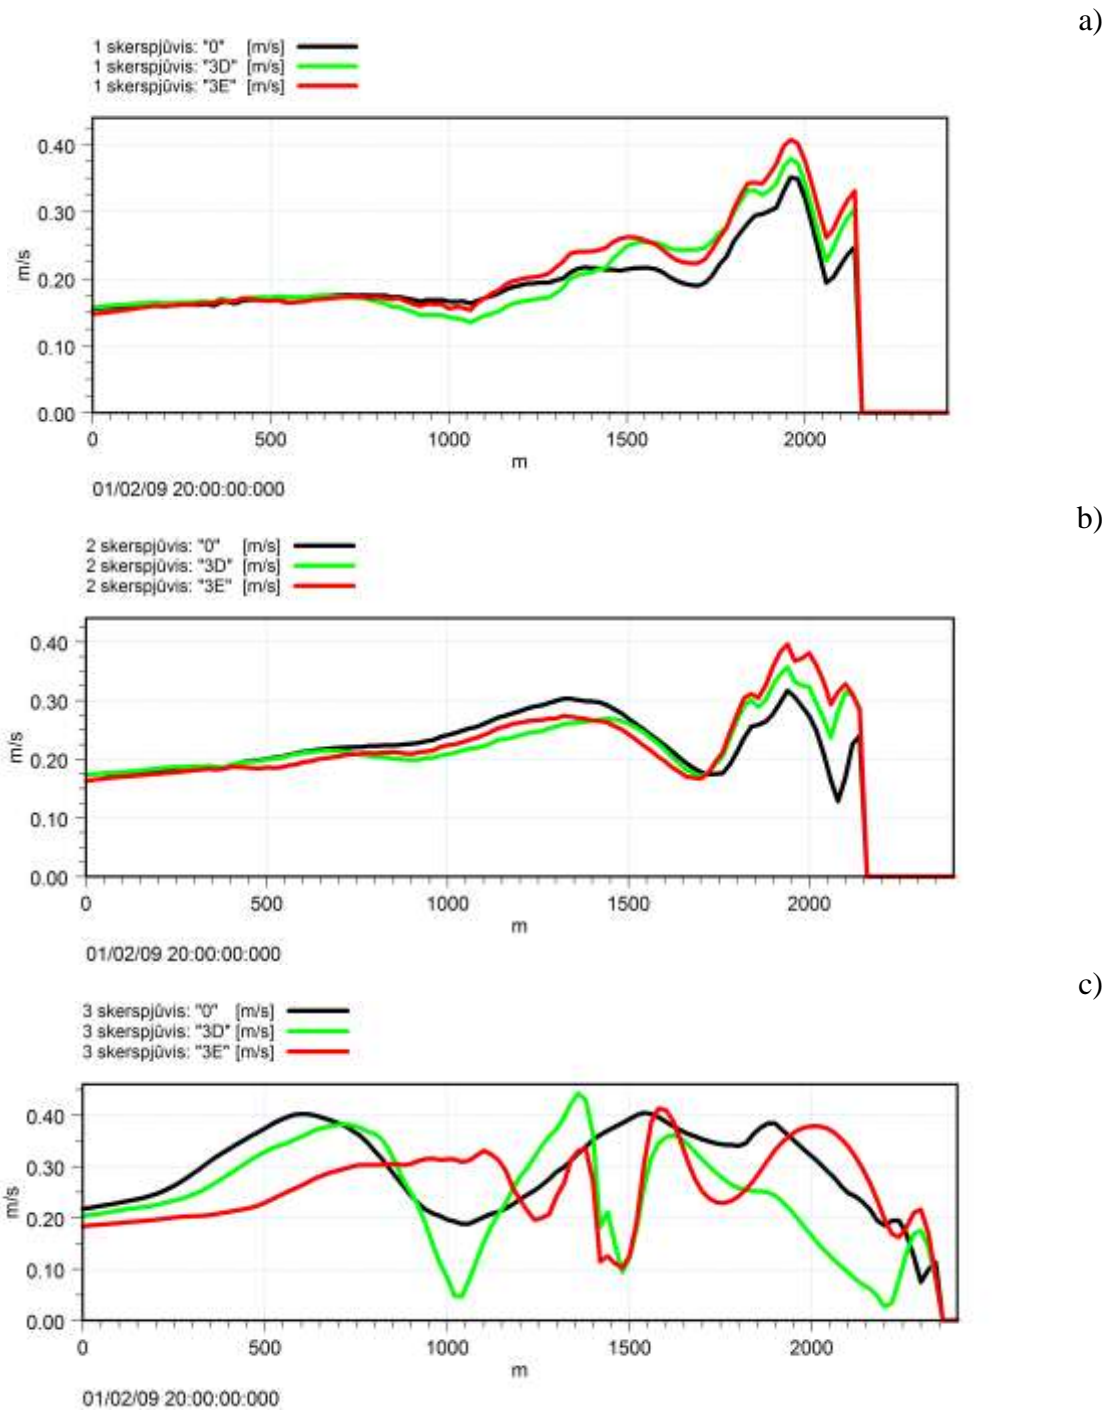 a)
1 skerspjūvis: "0" [m/s]
1 skerspjūvis: "3D" [m/s]
1 skerspjūvis: "3E" [m/s]
0.40
0.30
0.20
0.10
0.00
m/s
0 500 1000 1500 2000
m
01/02/09 20:00:00:000
b)
2 skerspjūvis: "0" [m/s]
2 skerspjūvis: "3D" [m/s]
2 skerspjūvis: "3E" [m/s]
0.40
0.30
0.20
0.10
0.00
m/s
0 500 1000 1500 2000
m
01/02/09 20:00:00:000
c)
3 skerspjūvis: "0" [m/s]
3 skerspjūvis: "3D" [m/s]
3 skerspjūvis: "3E" [m/s]
0.40
0.30
0.20
0.10
0.00
m/s
0 500 1000 1500 2000
m
01/02/09 20:00:00:000